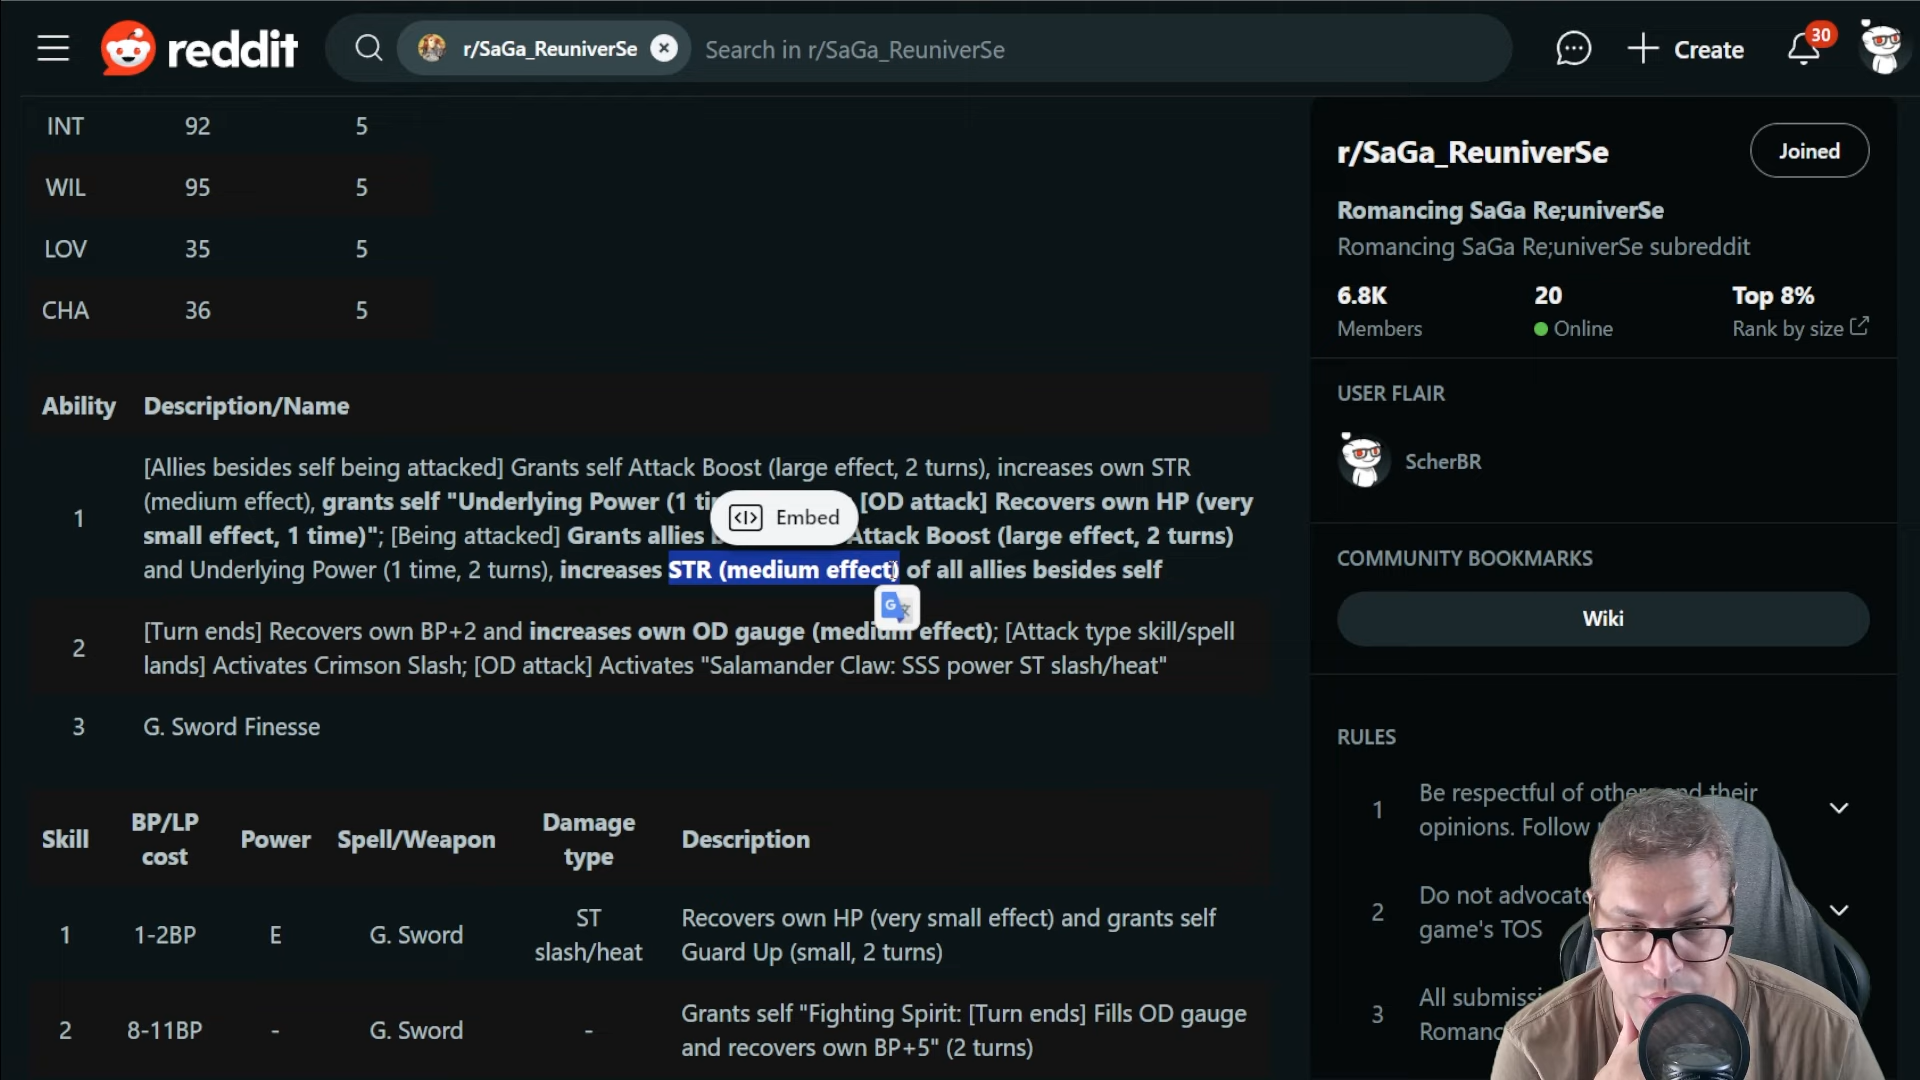 reddit
r/SaGa_ReuniverSe
Search in r/SaGa_ReuniverSe
Create
30
INT 92 5
WIL 95 5
LOV 35 5
CHA 36 5
Ability Description/Name
1
[Allies besides self being attacked] Grants self Attack Boost (large effect, 2 turns), increases own STR
(medium effect), grants self "Underlying Power (1 [OD attack] Recovers own HP (very
small effect, 1 time)"; [Being attacked] Grants allies Attack Boost (large effect, 2 turns)
and Underlying Power (1 time, 2 turns), increases STR (medium effect) of all allies besides self
Embed
G
2
[Turn ends] Recovers own BP+2 and increases own OD gauge (medium effect); [Attack type skill/spell
lands] Activates Crimson Slash; [OD attack] Activates "Salamander Claw: SSS power ST slash/heat"
3 G. Sword Finesse
Skill BP/LP cost Power Spell/Weapon Damage type Description
1 1-2BP E G. Sword ST slash/heat
Recovers own HP (very small effect) and grants self
Guard Up (small, 2 turns)
2 8-11BP - G. Sword -
Grants self "Fighting Spirit: [Turn ends] Fills OD gauge
and recovers own BP+5" (2 turns)
r/SaGa_ReuniverSe
Joined
Romancing SaGa Re;univerSe
Romancing SaGa Re;univerSe subreddit
6.8K 20 Top 8%
Members Online Rank by size
USER FLAIR
ScherBR
COMMUNITY BOOKMARKS
Wiki
RULES
1
Be respectful of others and their
opinions. Follow
2
Do not advocate
game's TOS
3
All